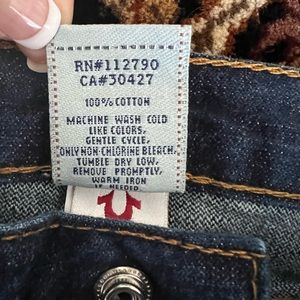 RN#112790
CA#30427
100% COTTON
MACHINE WASH COLD
LIKE COLORS,
GENTLE CYCLE,
ONLY NON-CHLORINE BLEACH,
TUMBLE DRY LOW,
REMOVE PROMPTLY,
WARM IRON
IF NEEDED